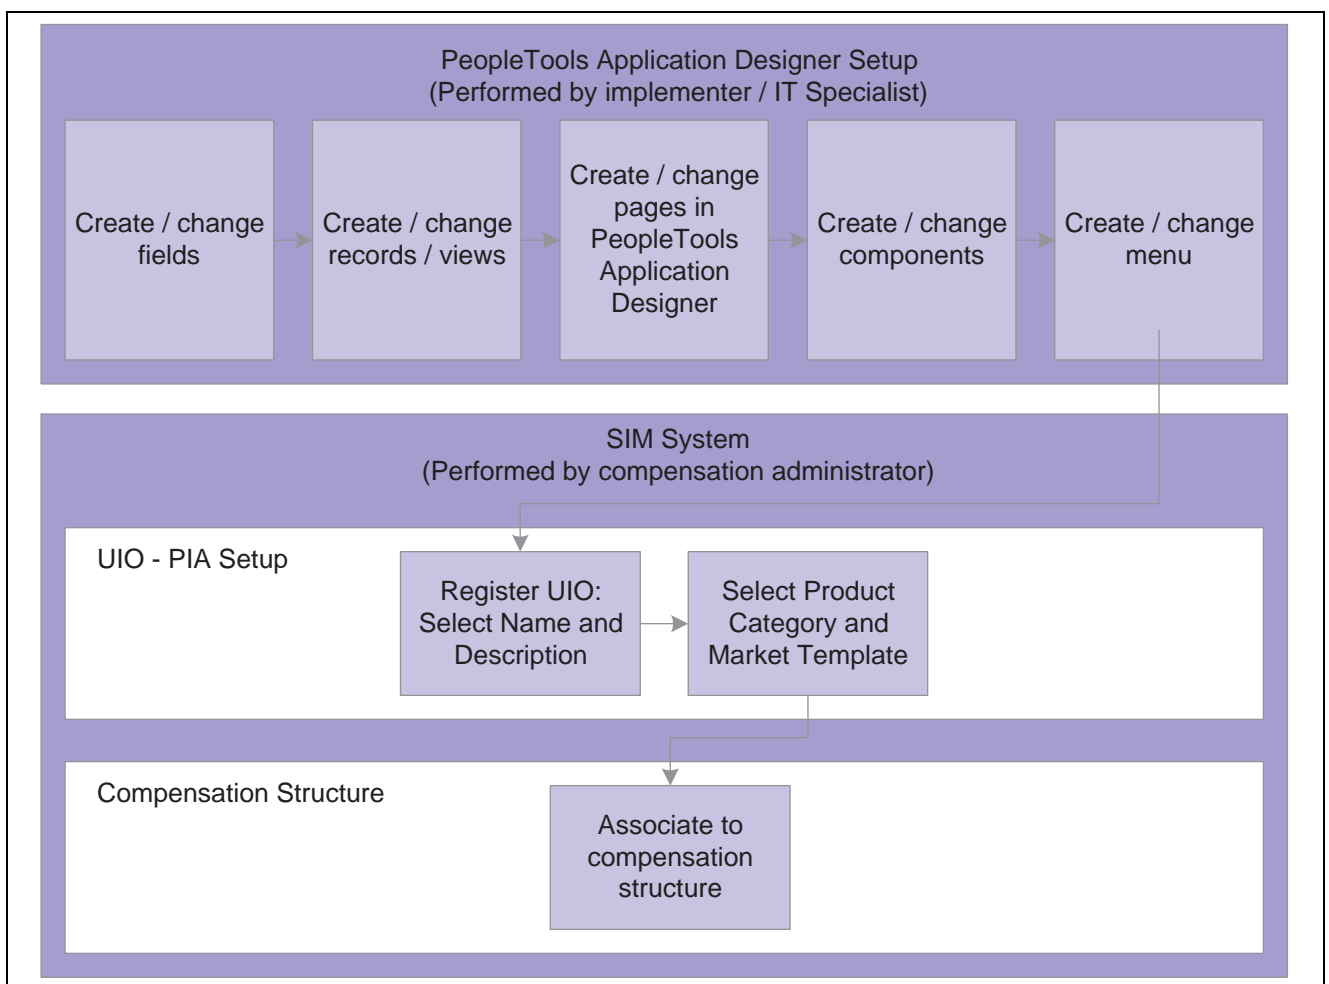 PeopleTools Application Designer Setup
(Performed by implementer / IT Specialist)
Create / change
fields
Create / change
records / views
Create / change
pages in
PeopleTools
Application
Designer
Create / change
components
Create / change
menu
SIM System
(Performed by compensation administrator)
UIO - PIA Setup
Register UIO:
Select Name and
Description
Select Product
Category and
Market Template
Compensation Structure
Associate to
compensation
structure